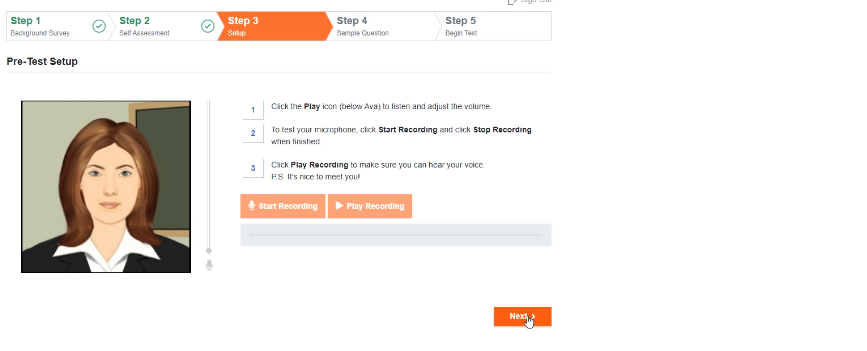 Sign Out
Step 1
Background Survey
Step 2
Self Assessment
Step 3
Setup
Step 4
Sample Question
Step 5
Begin Test
Pre-Test Setup
1
Click the Play icon (below Ava) to listen and adjust the volume.
2
To test your microphone, click Start Recording and click Stop Recording
when finished.
3
Click Play Recording to make sure you can hear your voice.
P.S. It's nice to meet you!
Start Recording
Play Recording
Next >